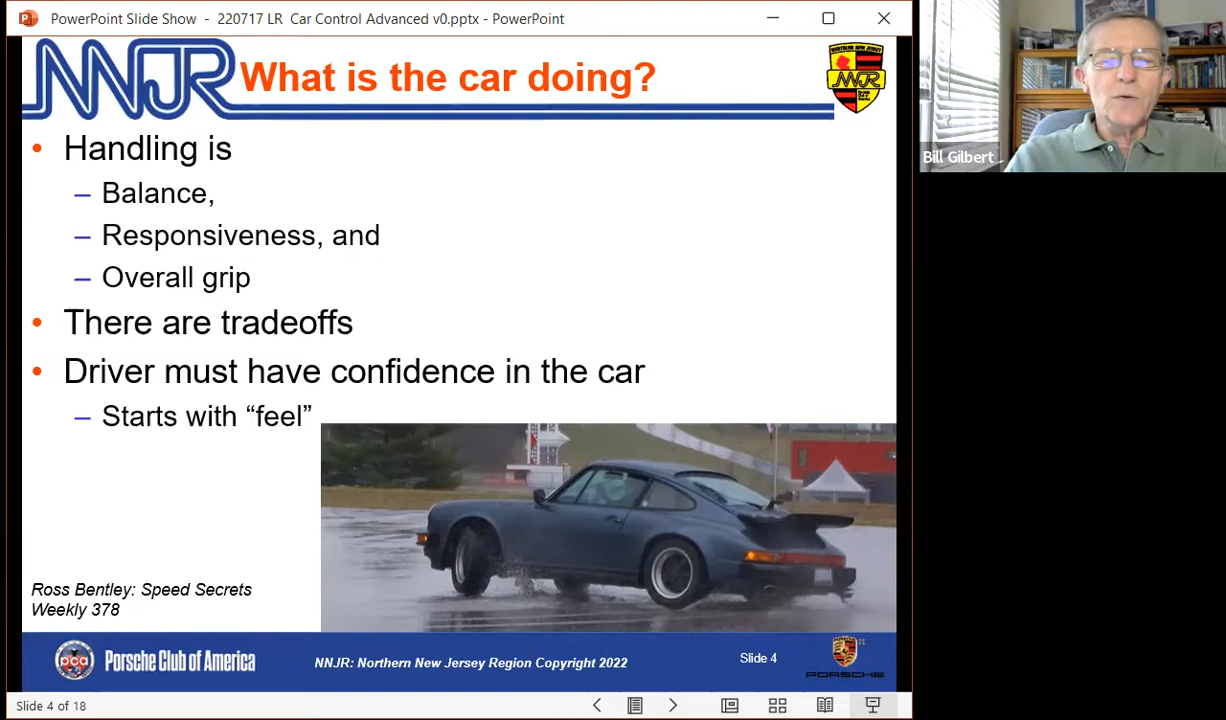 PowerPoint Slide Show - 220717 LR Car Control Advanced v0.pptx - PowerPoint
NNJR
What is the car doing?
NNJR
• Handling is
– Balance,
– Responsiveness, and
– Overall grip
• There are tradeoffs
• Driver must have confidence in the car
– Starts with “feel”
Ross Bentley: Speed Secrets
Weekly 378
pca
Porsche Club of America
NNJR: Northern New Jersey Region Copyright 2022
Slide 4
PORSCHE
Slide 4 of 18
Bill Gilbert